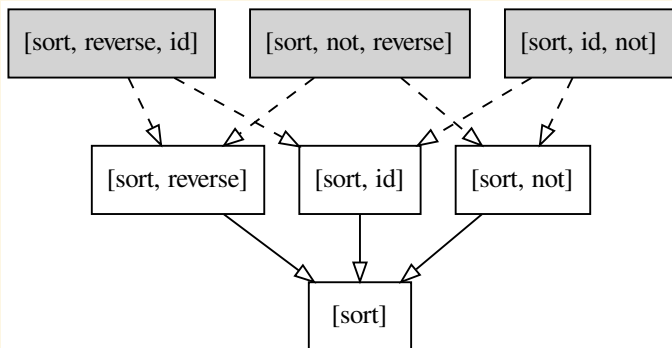 [sort, reverse, id]
[sort, not, reverse]
[sort, id, not]
[sort, reverse]
[sort, id]
[sort, not]
[sort]